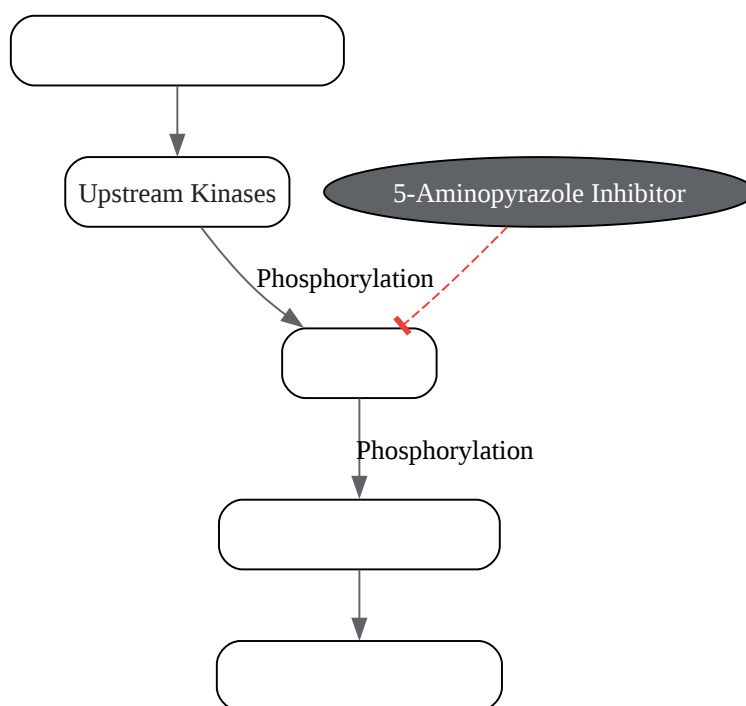 Upstream Kinases
5-Aminopyrazole Inhibitor
Phosphorylation
Phosphorylation